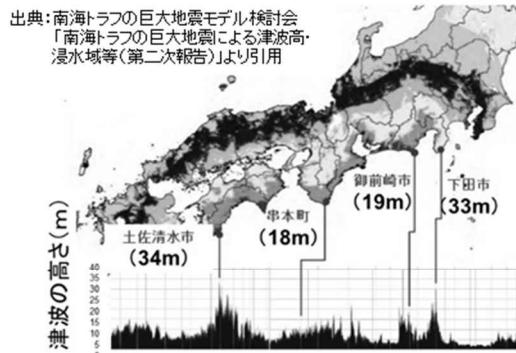 出典:南海トラフの巨大地震モデル検討会
「南海トラフの巨大地震による津波高・
浸水域等(第二次報告)」より引用
御前崎市
(19m)
下田市
(33m)
串本町
(18m)
土佐清水市
(34m)
津波の高さ(m)
40
35
30
25
20
15
10
5
0